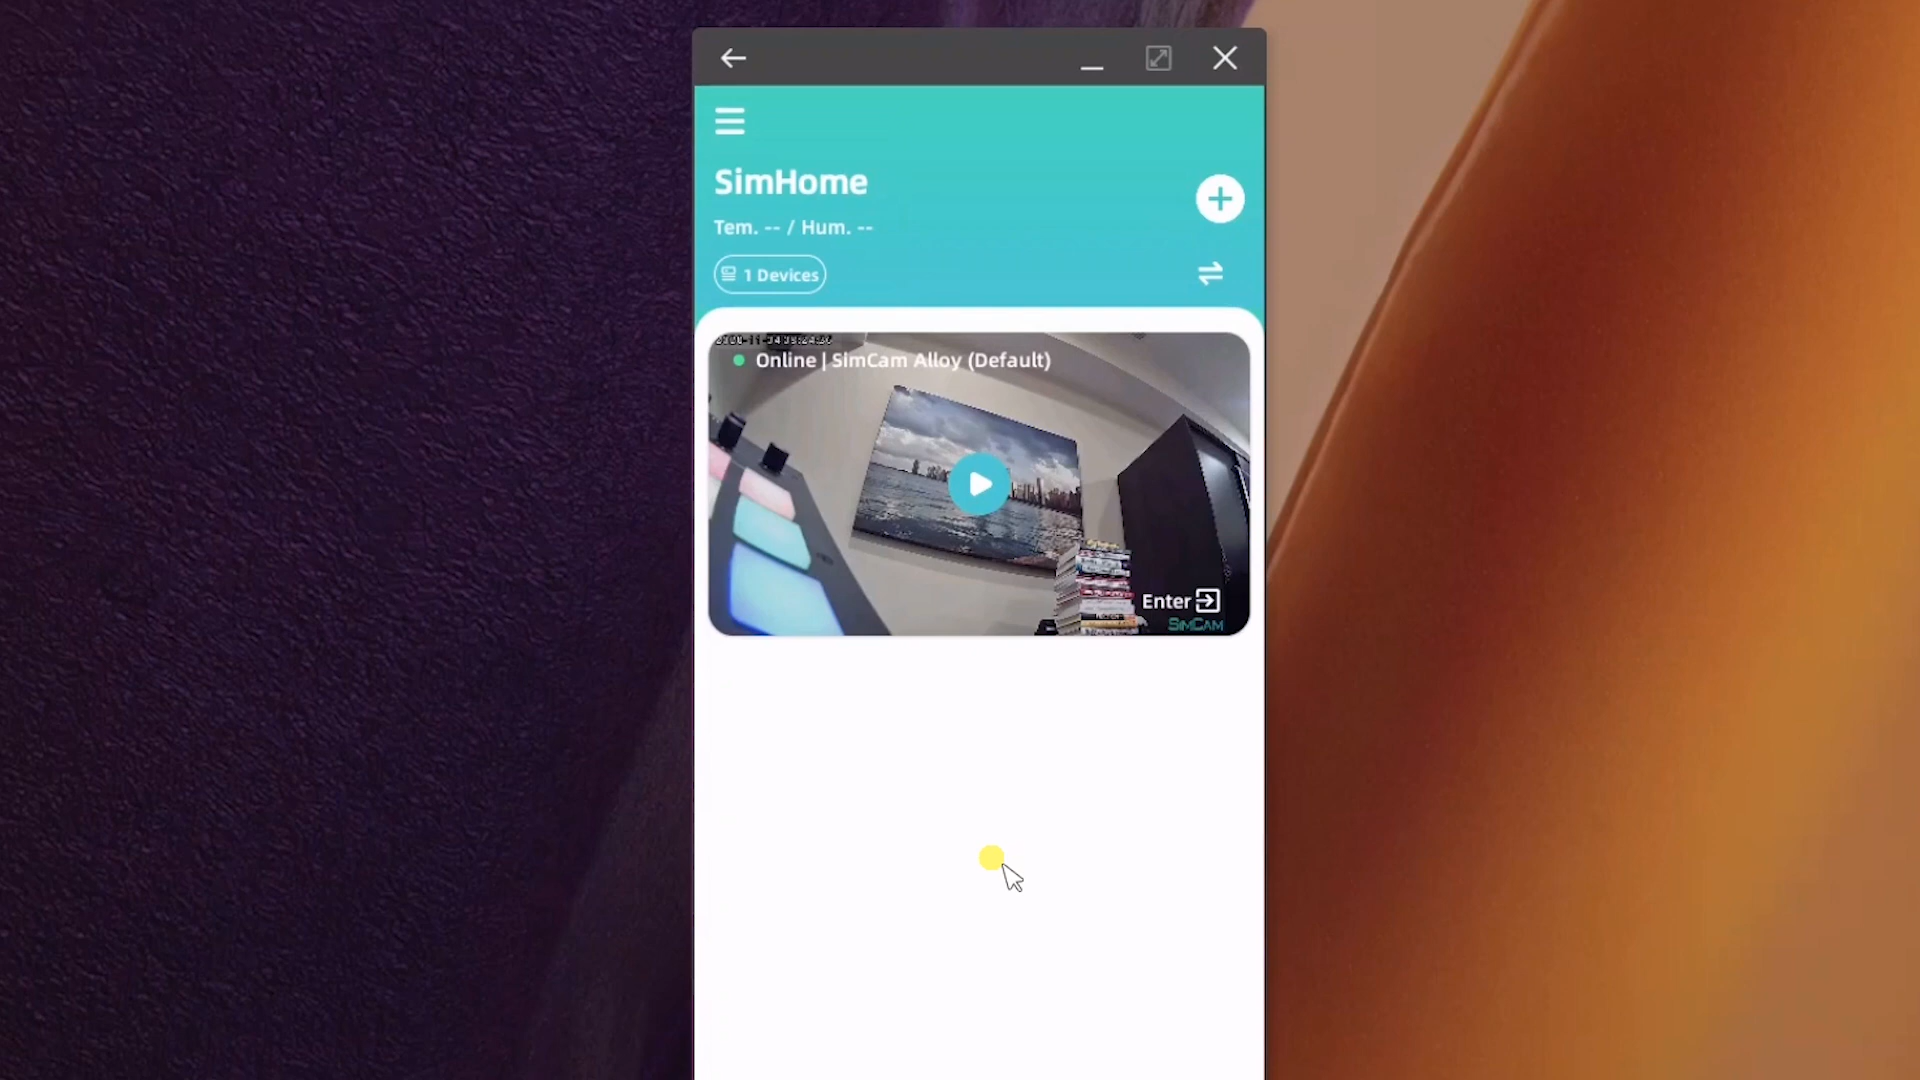 SimHome
Tem. -- / Hum. --
1 Devices
Online | SimCam Alloy (Default)
Enter
SIMCAM